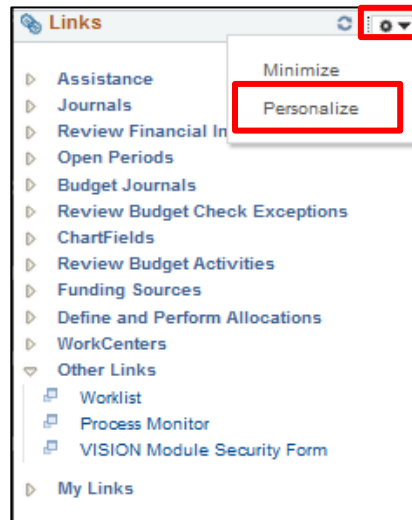 Links
Minimize
Personalize
Assistance
Journals
Review Financial In
Open Periods
Budget Journals
Review Budget Check Exceptions
ChartFields
Review Budget Activities
Funding Sources
Define and Perform Allocations
WorkCenters
Other Links
Worklist
Process Monitor
VISION Module Security Form
My Links